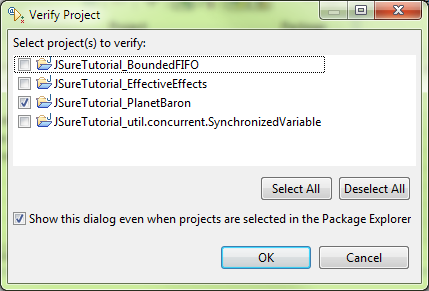 Verify Project
Select project(s) to verify:
JSureTutorial_BoundedFIFO
JSureTutorial_EffectiveEffects
JSureTutorial_PlanetBaron
JSureTutorial_util.concurrent.SynchronizedVariable
Select All Deselect All
Show this dialog even when projects are selected in the Package Explorer
OK Cancel